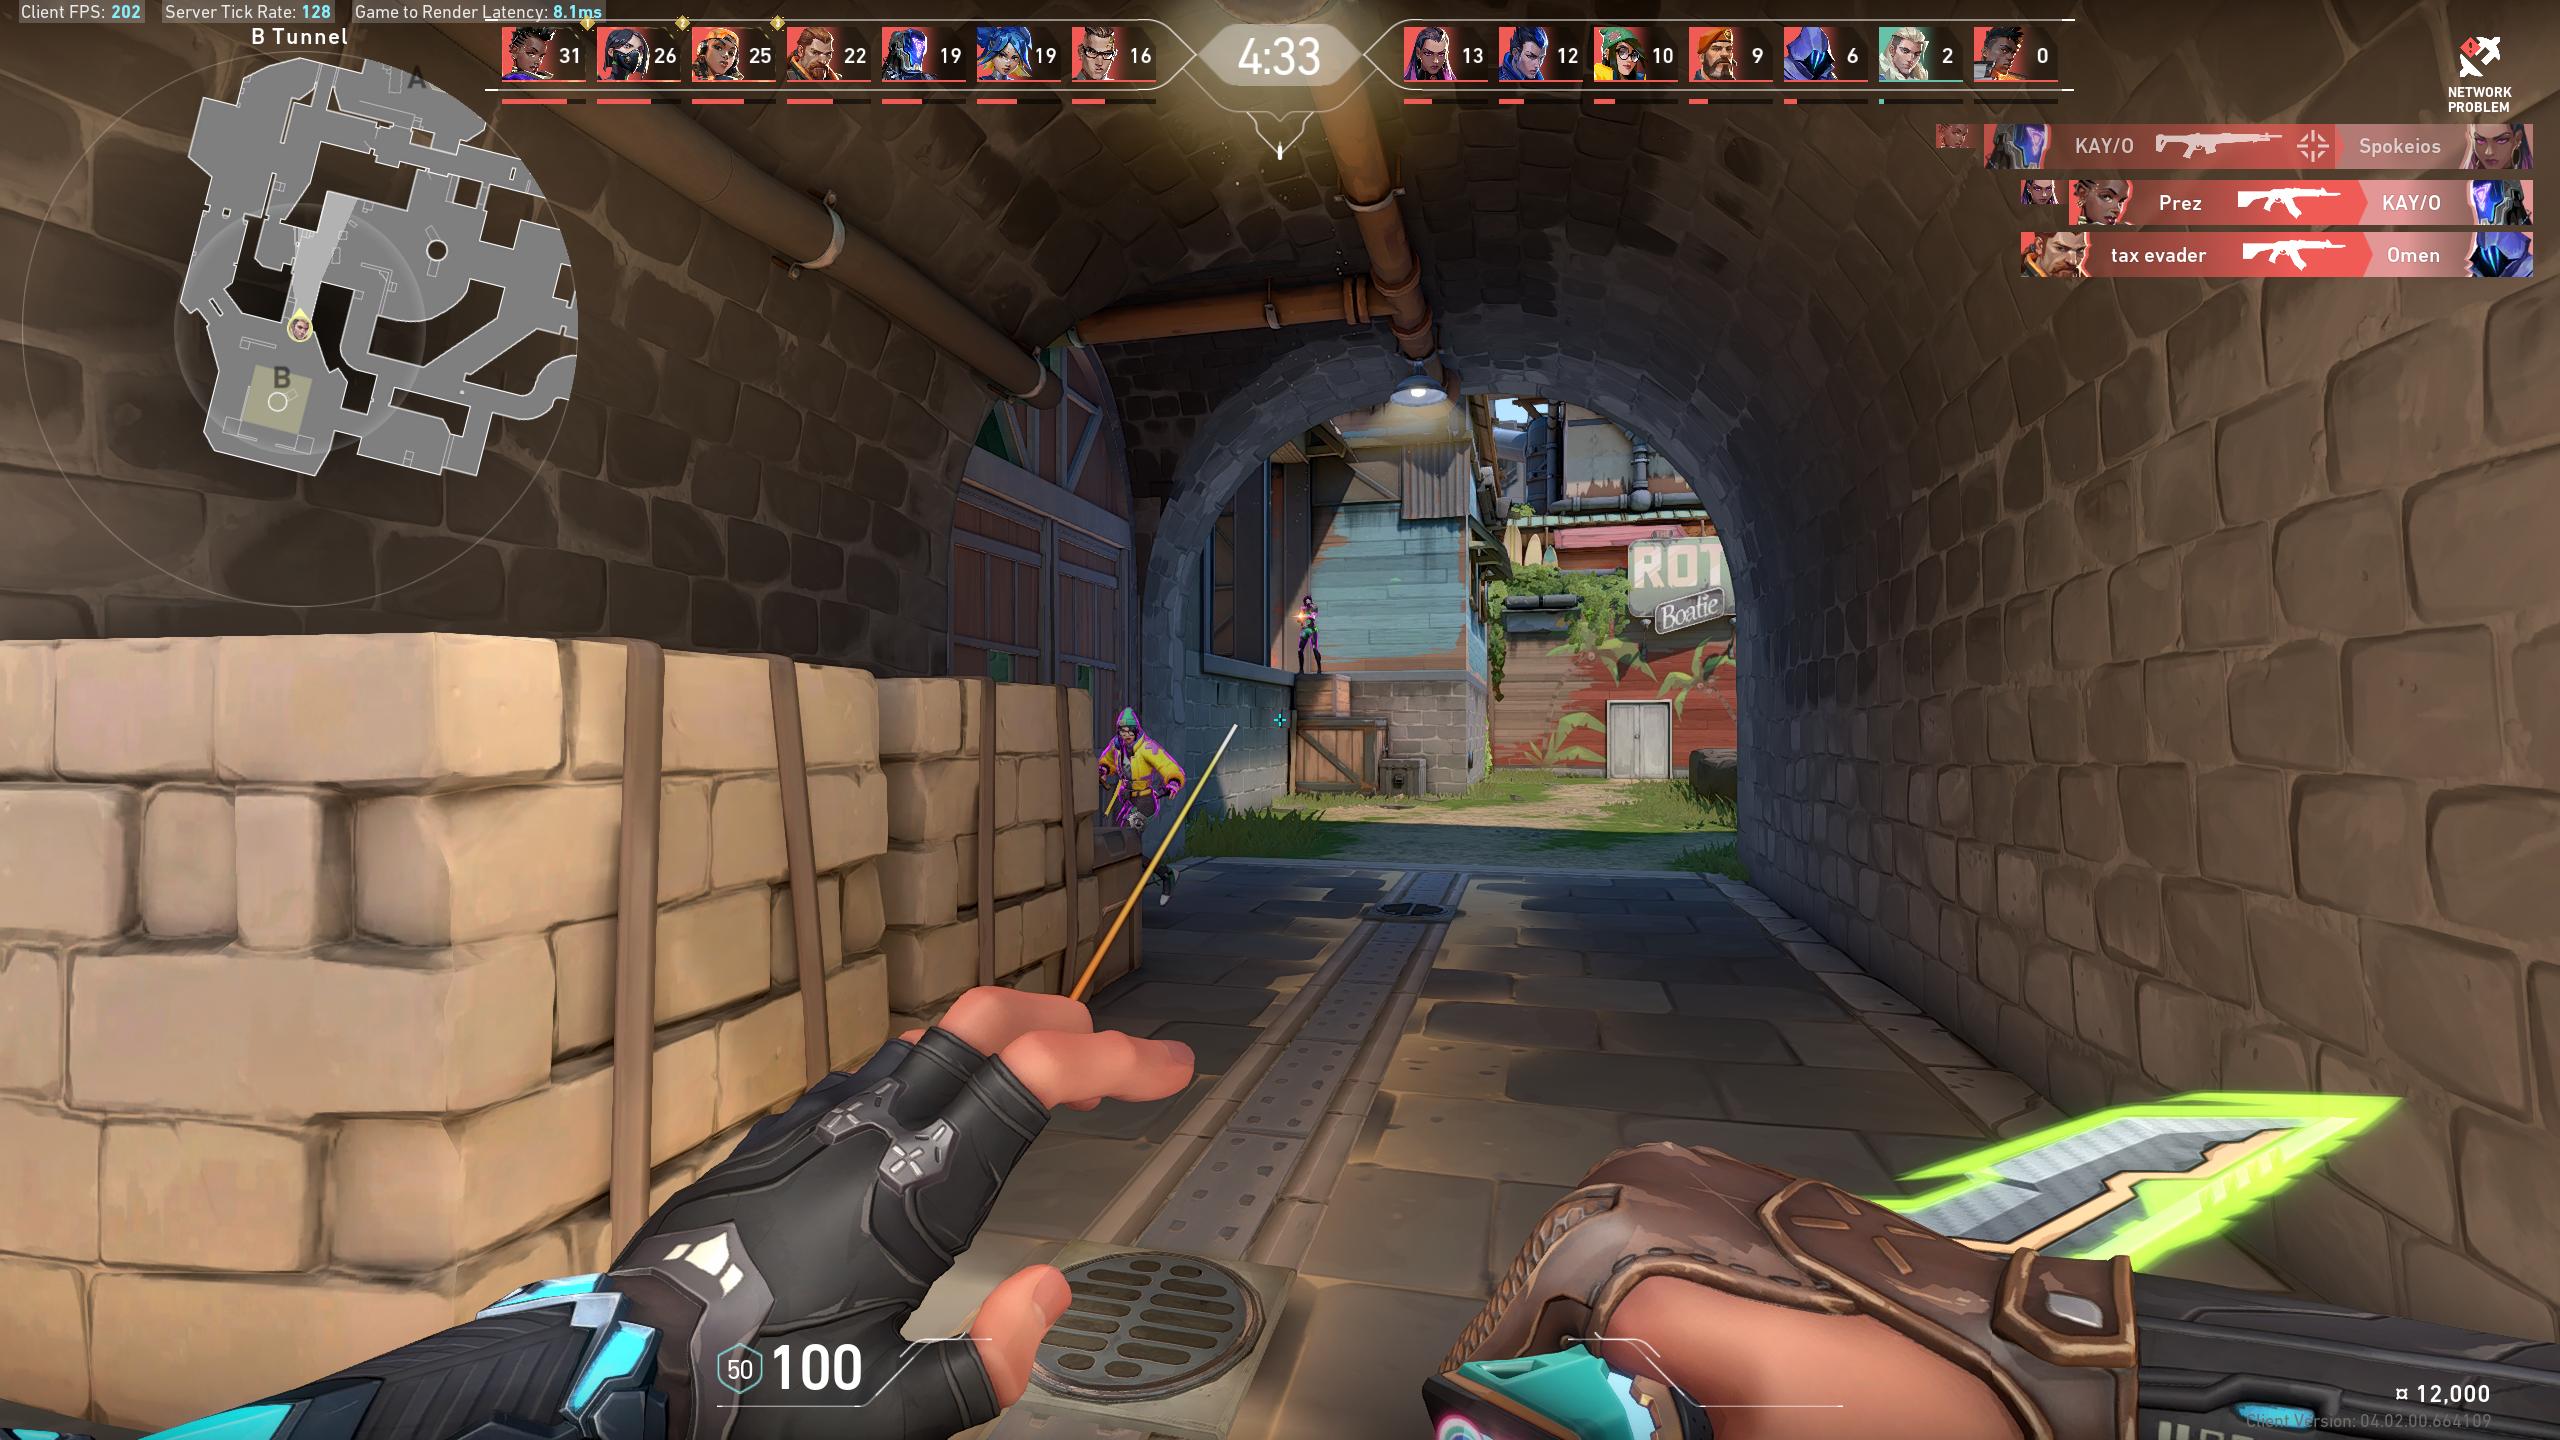 Client FPS: 202 Server Tick Rate: 128 Game to Render Latency: 8.1ms
B Tunnel
31 26 25 22 19 19 16 4:33 13 12 10 9 6 2 0
NETWORK
PROBLEM
A
B
KAY/O Spokeios
Prez KAY/O
tax evader Omen
THE
ROT
Boatie
50 100
¤ 12,000
Client Version: 04.02.00.664109